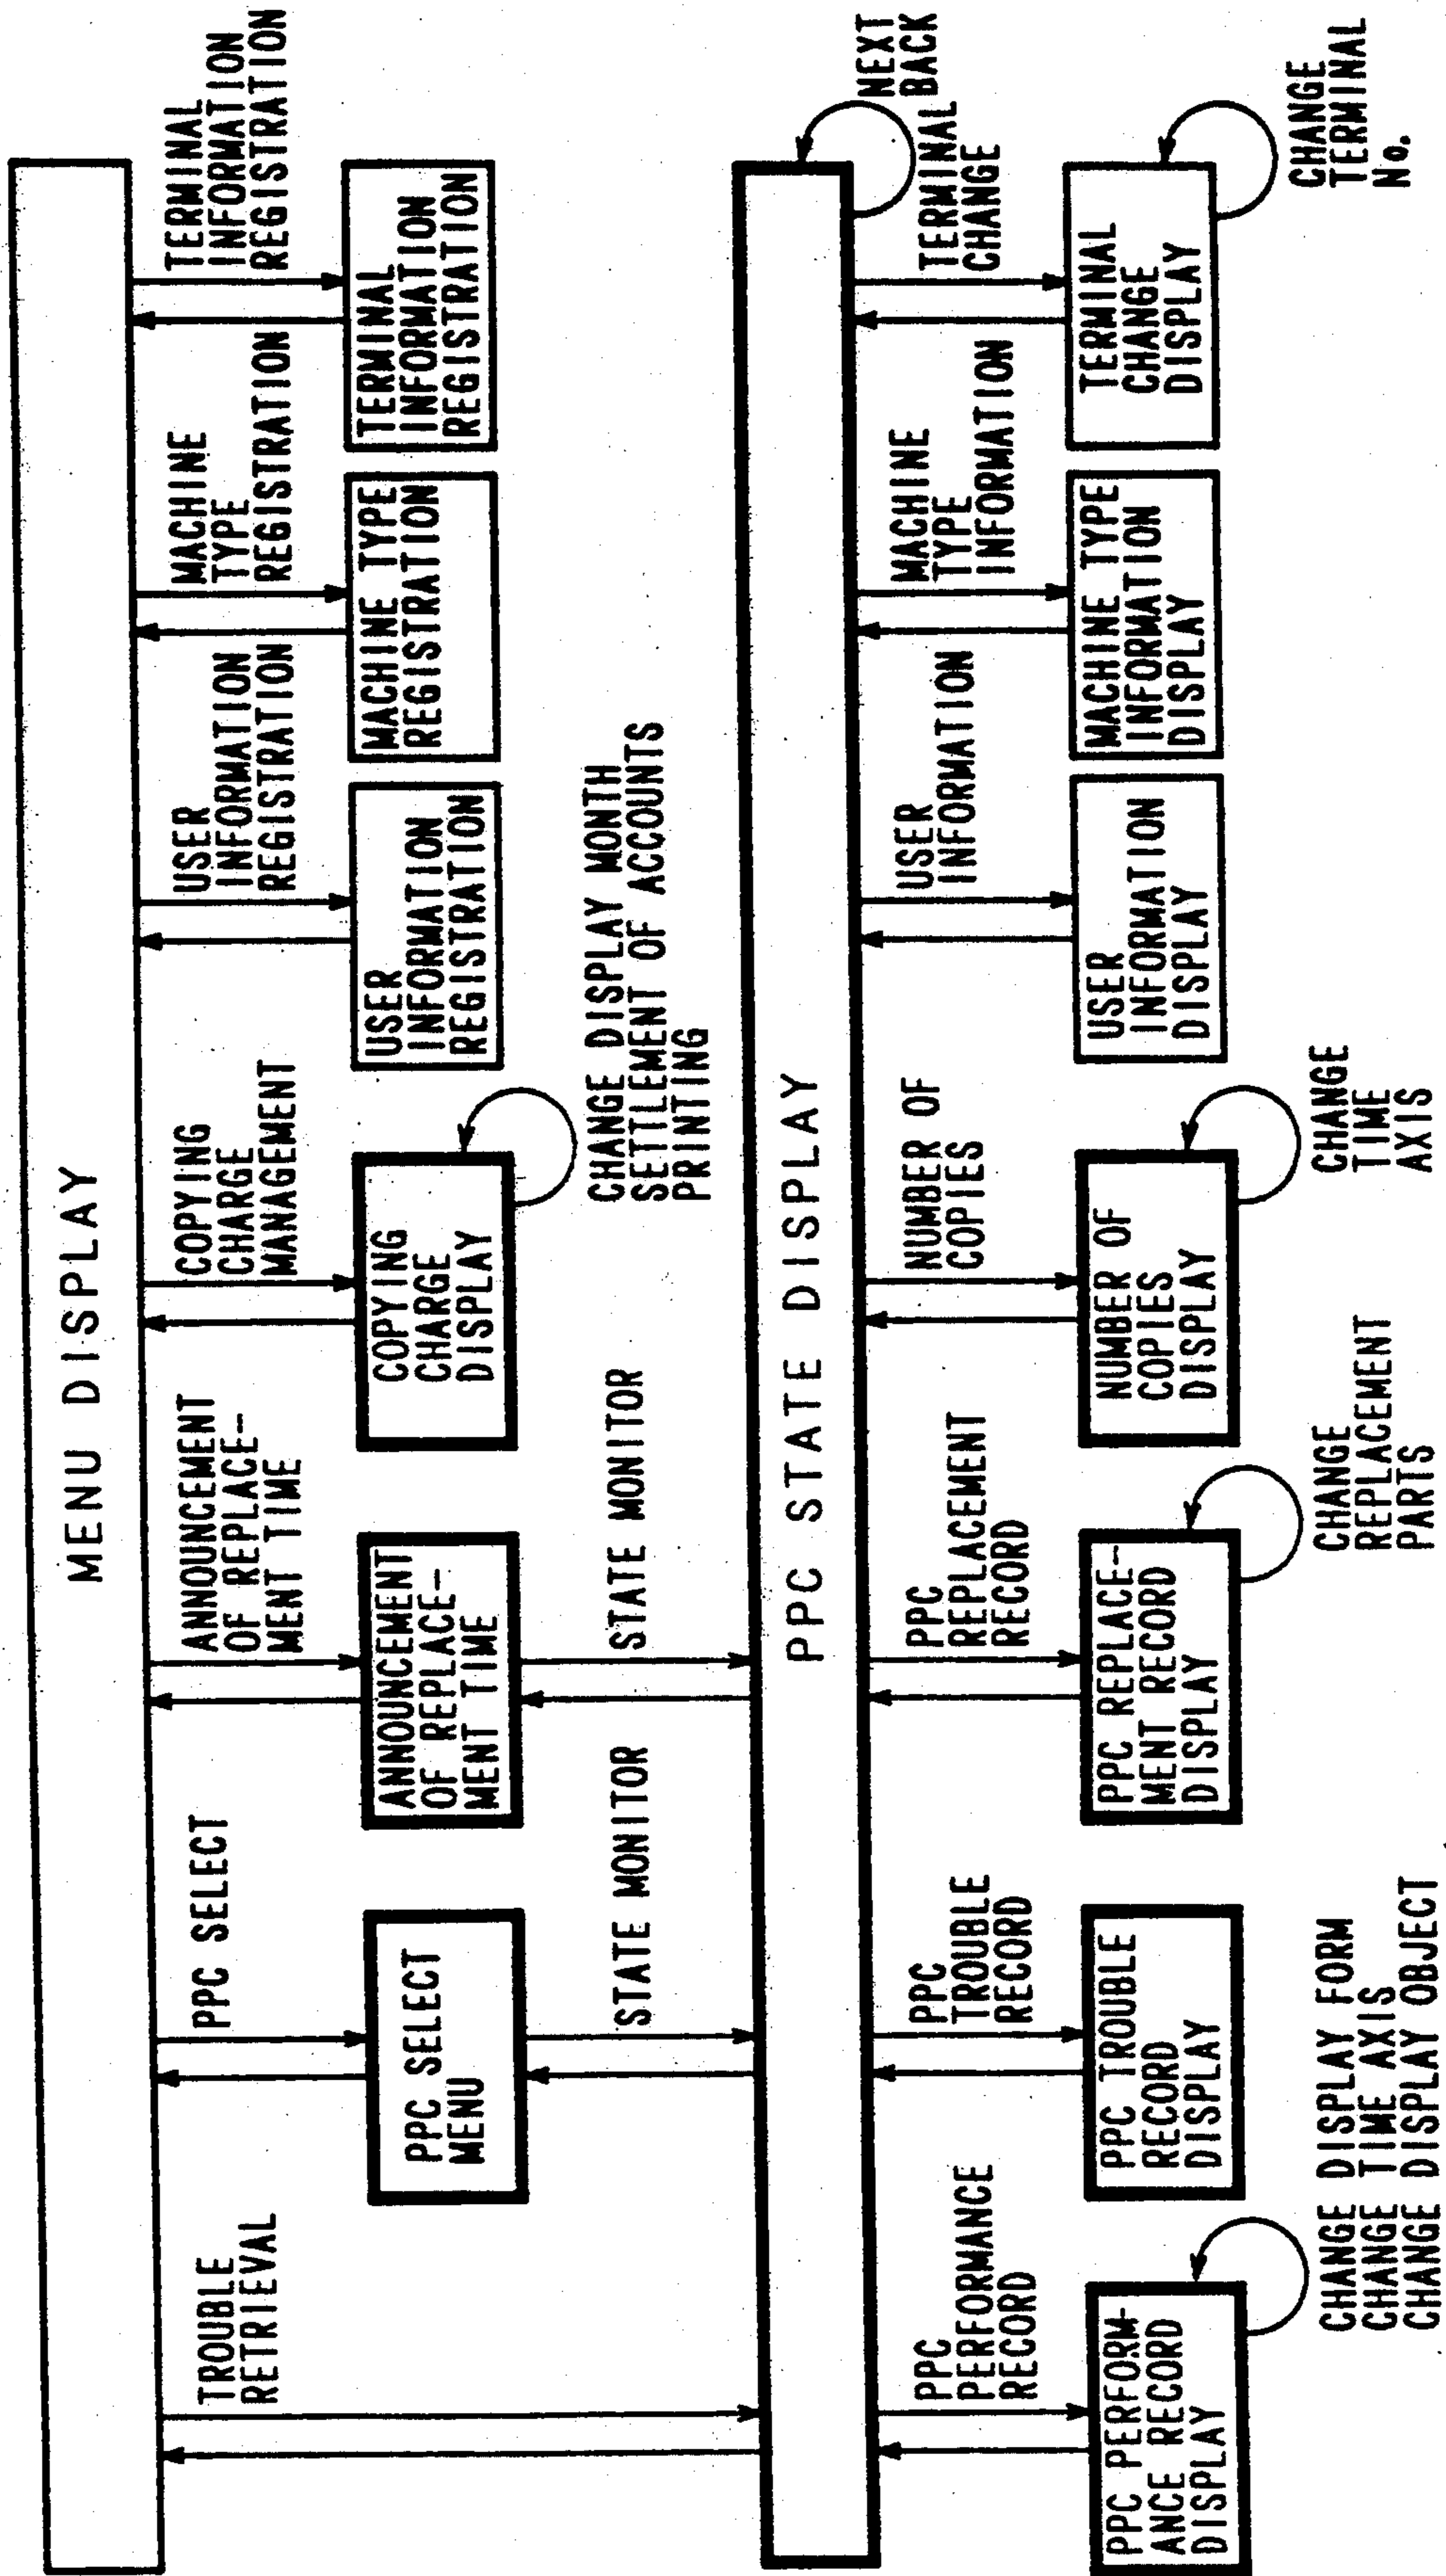 MENU DISPLAY
TROUBLE
RETRIEVAL
PPC SELECT
ANNOUNCEMENT
OF REPLACE-
MENT TIME
COPYING
CHARGE
MANAGEMENT
USER
INFORMATION
REGISTRATION
MACHINE
TYPE
REGISTRATION
TERMINAL
INFORMATION
REGISTRATION
PPC SELECT
MENU
ANNOUNCEMENT
OF REPLACE-
MENT TIME
COPYING
CHARGE
DISPLAY
USER
INFORMATION
REGISTRATION
MACHINE TYPE
REGISTRATION
TERMINAL
INFORMATION
REGISTRATION
STATE MONITOR
STATE MONITOR
CHANGE DISPLAY MONTH
SETTLEMENT OF ACCOUNTS
PRINTING
PPC STATE DISPLAY
NEXT
BACK
PPC
PERFORMANCE
RECORD
PPC
TROUBLE
RECORD
PPC
REPLACEMENT
RECORD
NUMBER OF
COPIES
USER
INFORMATION
MACHINE
TYPE
INFORMATION
TERMINAL
CHANGE
PPC PERFORM-
ANCE RECORD
DISPLAY
PPC TROUBLE
RECORD
DISPLAY
PPC REPLACE-
MENT RECORD
DISPLAY
NUMBER OF
COPIES
DISPLAY
USER
INFORMATION
DISPLAY
MACHINE TYPE
INFORMATION
DISPLAY
TERMINAL
CHANGE
DISPLAY
CHANGE DISPLAY FORM
CHANGE TIME AXIS
CHANGE DISPLAY OBJECT
CHANGE
REPLACEMENT
PARTS
CHANGE
TIME
AXIS
CHANGE
TERMINAL
No.